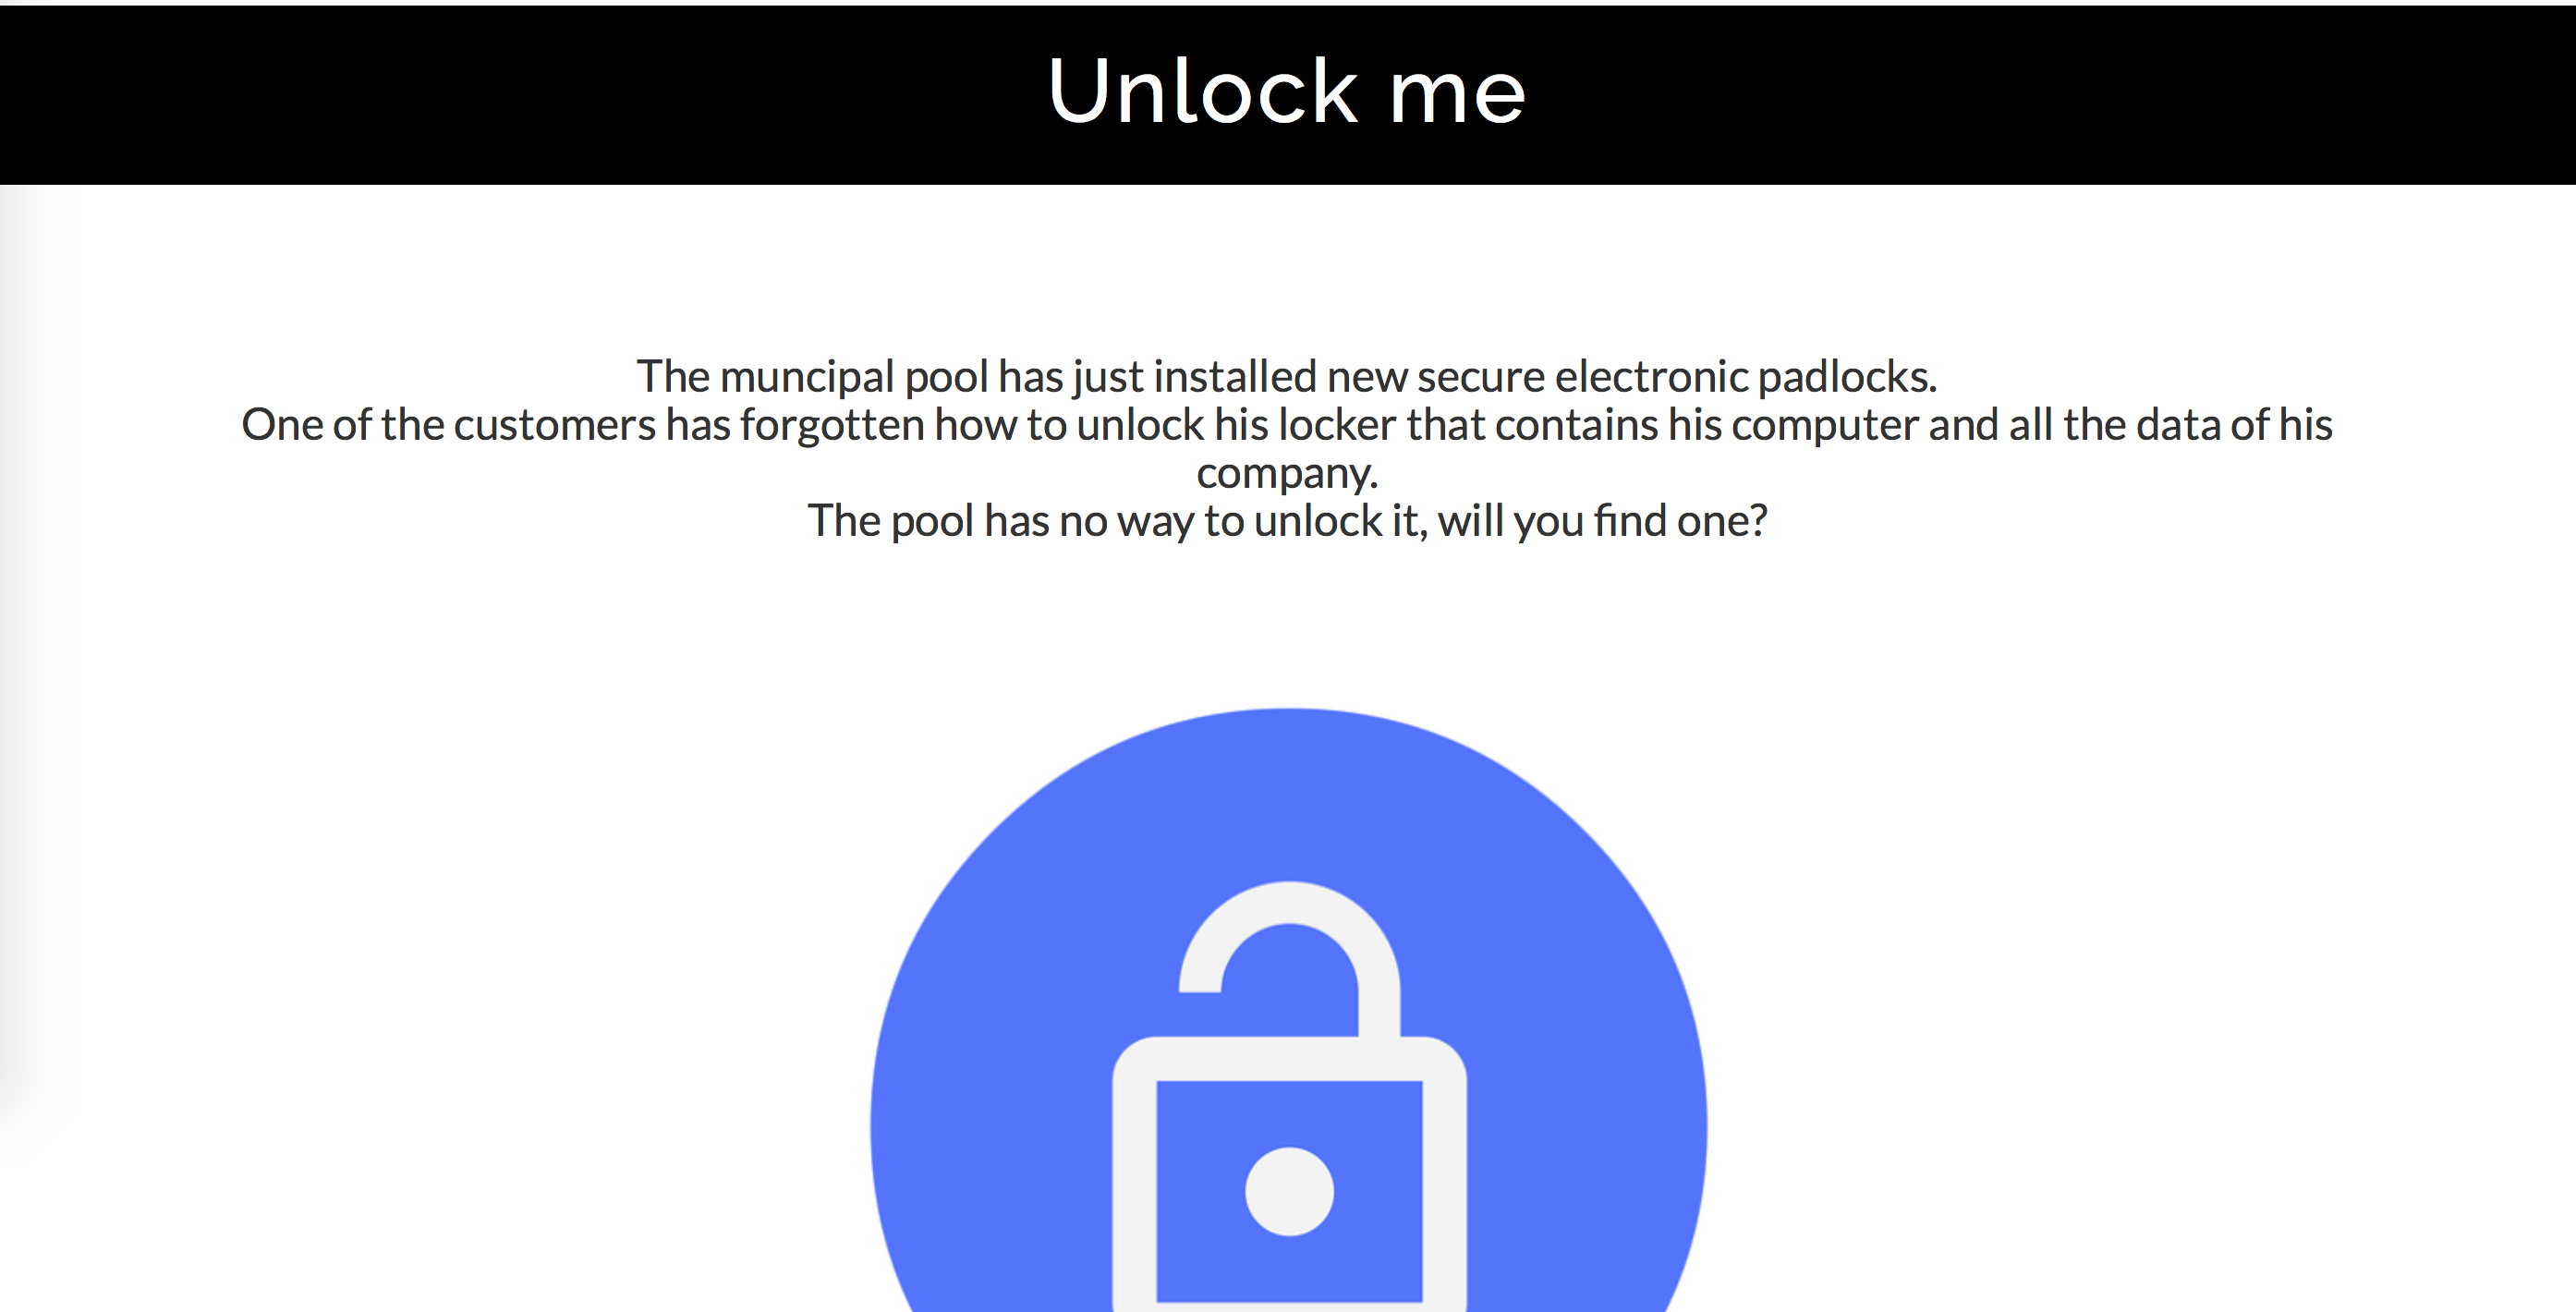 Unlock me
The muncipal pool has just installed new secure electronic padlocks.
One of the customers has forgotten how to unlock his locker that contains his computer and all the data of his
company.
The pool has no way to unlock it, will you find one?